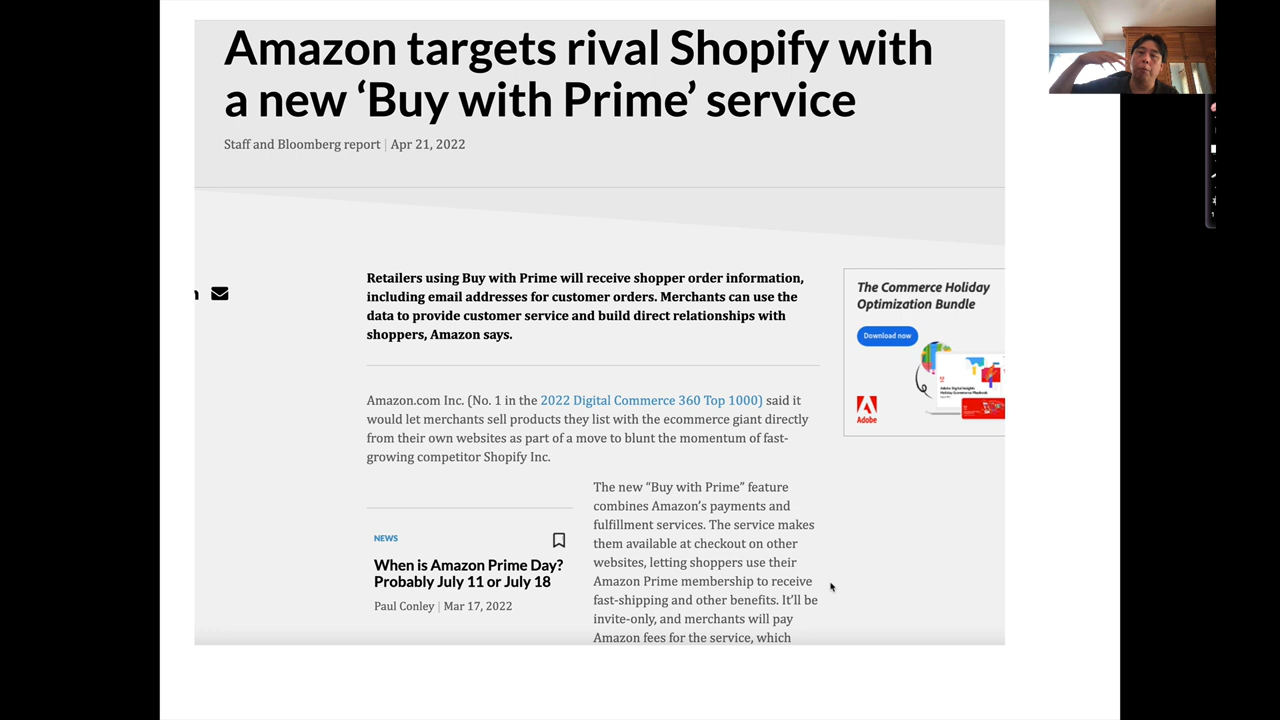 Amazon targets rival Shopify with
a new ‘Buy with Prime’ service
Staff and Bloomberg report | Apr 21, 2022
Retailers using Buy with Prime will receive shopper order information,
including email addresses for customer orders. Merchants can use the
data to provide customer service and build direct relationships with
shoppers, Amazon says.
The Commerce Holiday
Optimization Bundle
Download now
Adobe
Amazon.com Inc. (No. 1 in the 2022 Digital Commerce 360 Top 1000) said it
would let merchants sell products they list with the ecommerce giant directly
from their own websites as part of a move to blunt the momentum of fast-
growing competitor Shopify Inc.
NEWS
When is Amazon Prime Day?
Probably July 11 or July 18
Paul Conley | Mar 17, 2022
The new “Buy with Prime” feature
combines Amazon’s payments and
fulfillment services. The service makes
them available at checkout on other
websites, letting shoppers use their
Amazon Prime membership to receive
fast-shipping and other benefits. It’ll be
invite-only, and merchants will pay
Amazon fees for the service, which